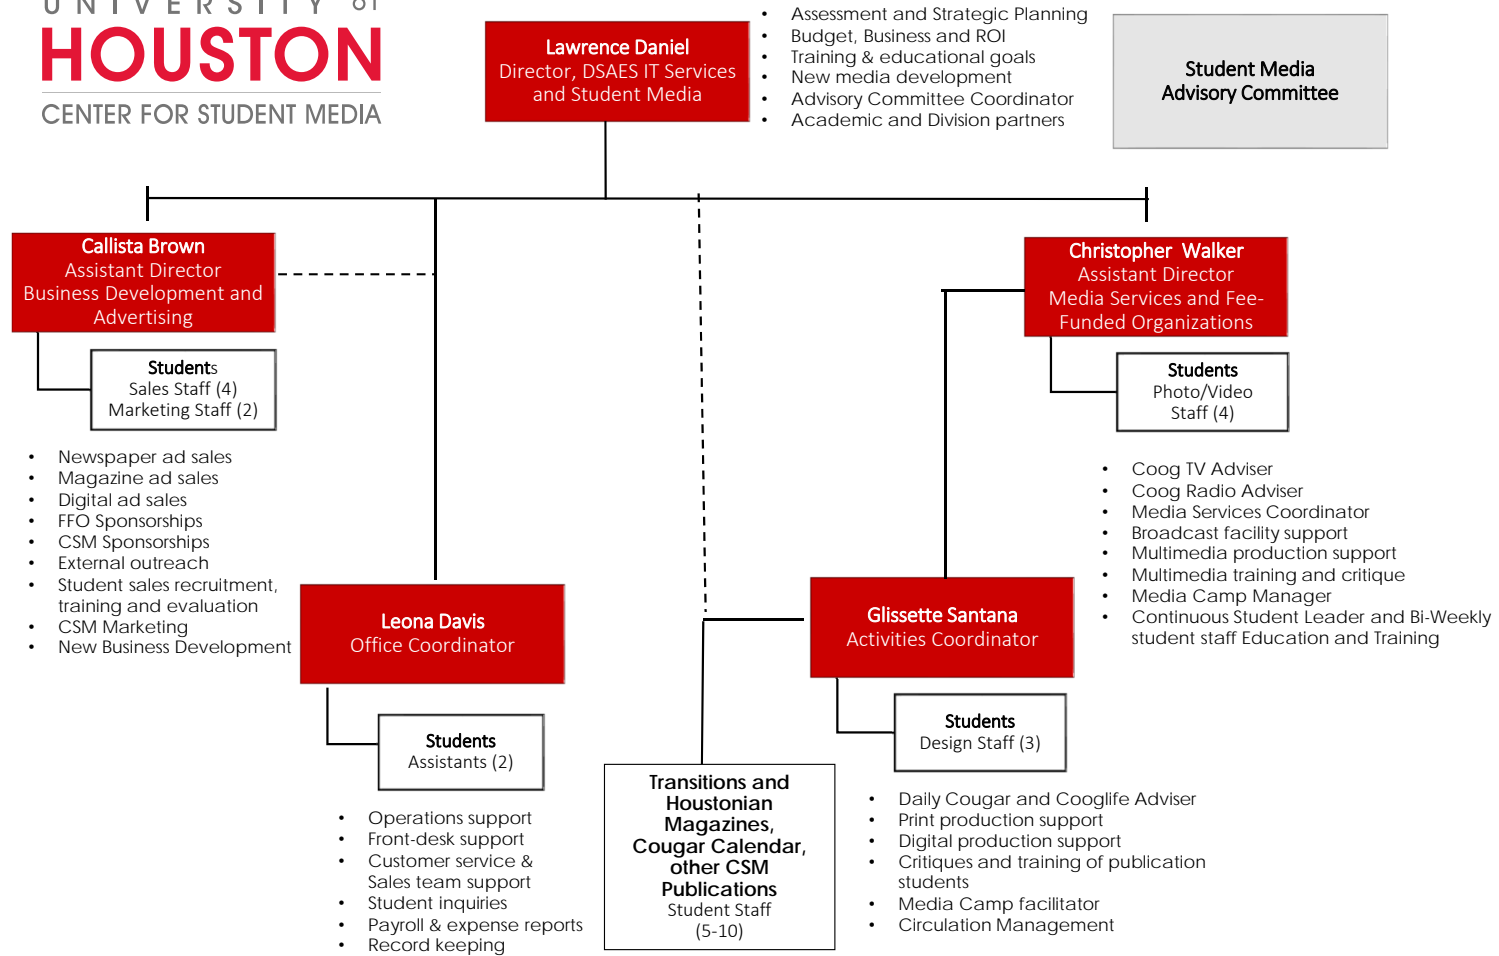 UNIVERSITY OF
HOUSTON
CENTER FOR STUDENT MEDIA
Lawrence Daniel
Director, DSAES IT Services
and Student Media
• Assessment and Strategic Planning
• Budget, Business and ROI
• Training & educational goals
• New media development
• Advisory Committee Coordinator
• Academic and Division partners
Student Media
Advisory Committee
Callista Brown
Assistant Director
Business Development and
Advertising
Students
Sales Staff (4)
Marketing Staff (2)
• Newspaper ad sales
• Magazine ad sales
• Digital ad sales
• FFO Sponsorships
• CSM Sponsorships
• External outreach
• Student sales recruitment,
training and evaluation
• CSM Marketing
• New Business Development
Christopher Walker
Assistant Director
Media Services and Fee-
Funded Organizations
Students
Photo/Video
Staff (4)
• Coog TV Adviser
• Coog Radio Adviser
• Media Services Coordinator
• Broadcast facility support
• Multimedia production support
• Multimedia training and critique
• Media Camp Manager
• Continuous Student Leader and Bi-Weekly
student staff Education and Training
Leona Davis
Office Coordinator
Students
Assistants (2)
• Operations support
• Front-desk support
• Customer service &
Sales team support
• Student inquiries
• Payroll & expense reports
• Record keeping
Glissette Santana
Activities Coordinator
Students
Design Staff (3)
Transitions and
Houstonian
Magazines,
Cougar Calendar,
other CSM
Publications
Student Staff
(5-10)
• Daily Cougar and Cooglife Adviser
• Print production support
• Digital production support
• Critiques and training of publication
students
• Media Camp facilitator
• Circulation Management